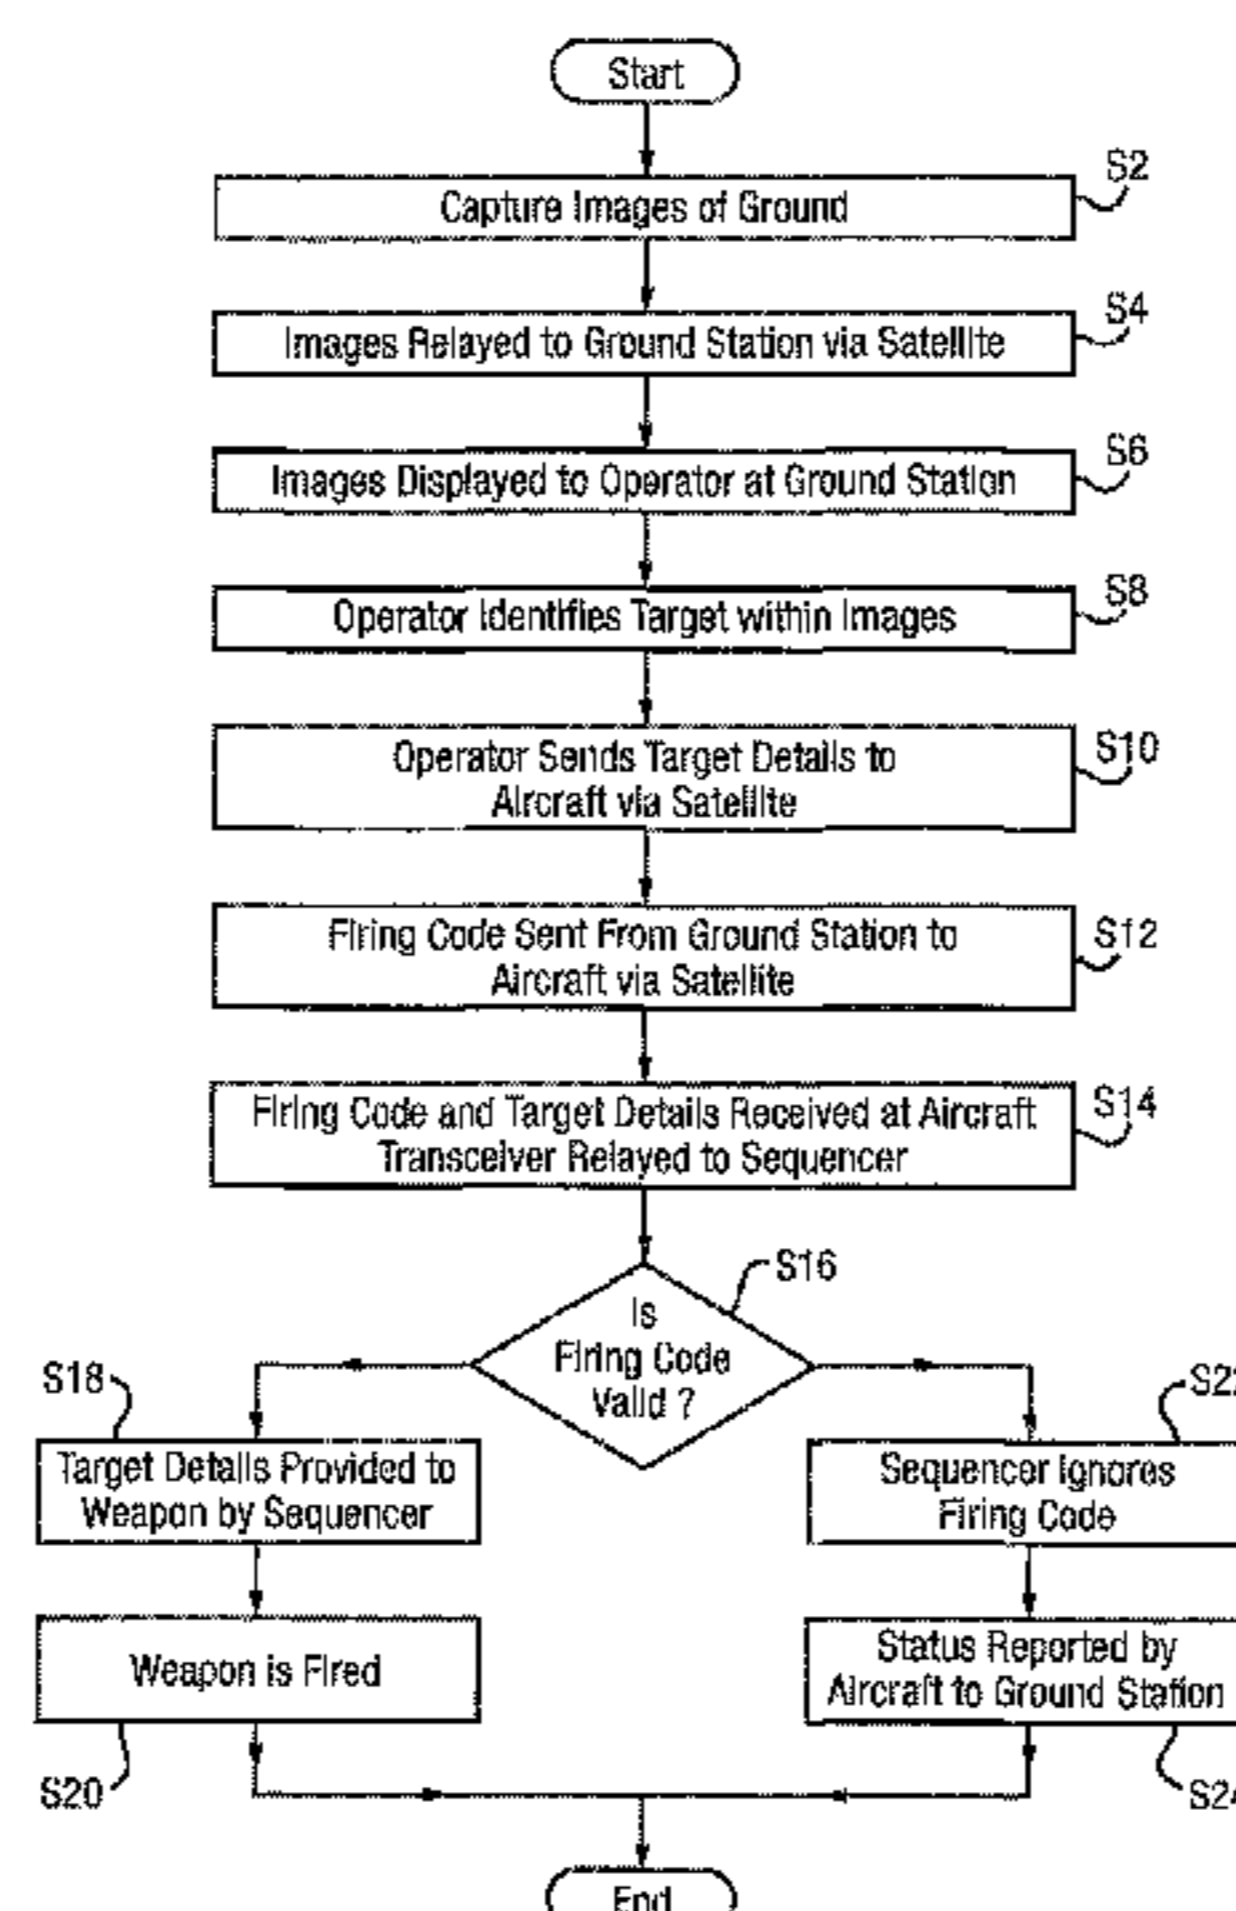 Start
S2
Capture Images of Ground
S4
Images Relayed to Ground Station via Satellite
S6
Images Displayed to Operator at Ground Station
S8
Operator Identifies Target within Images
S10
Operator Sends Target Details to
Aircraft via Satellite
S12
Firing Code Sent From Ground Station to
Aircraft via Satellite
S14
Firing Code and Target Details Received at Aircraft
Transceiver Relayed to Sequencer
S16
Is
Firing Code
Valid ?
S18
Target Details Provided to
Weapon by Sequencer
S22
Sequencer Ignores
Firing Code
Weapon is Fired
S20
Status Reported by
Aircraft to Ground Station
S24
End